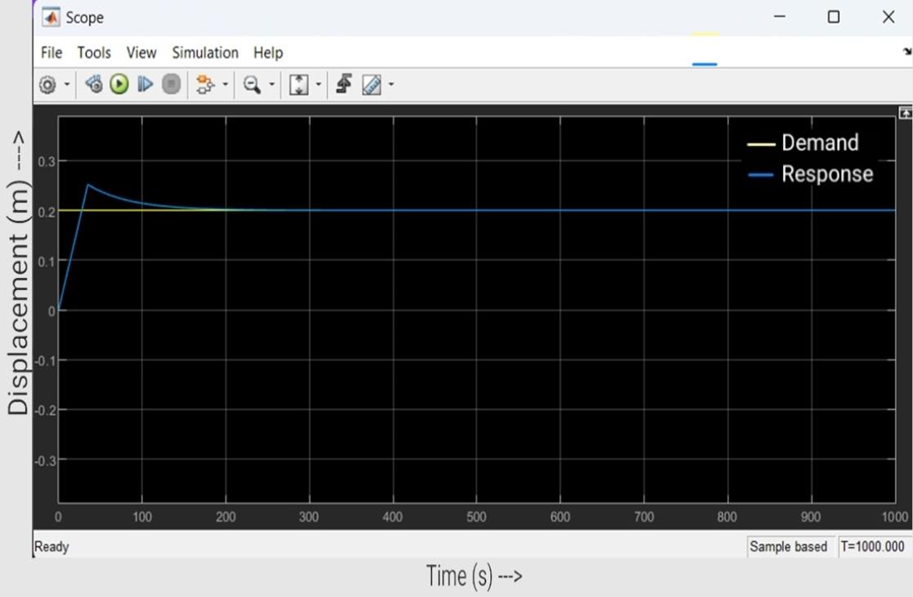 Scope
File Tools View Simulation Help
Demand
Response
Displacement (m) --->
0.3
0.2
0.1
0
-0.1
-0.2
-0.3
0 100 200 300 400 500 600 700 800 900 1000
Ready Sample based T=1000.000
Time (s) --->